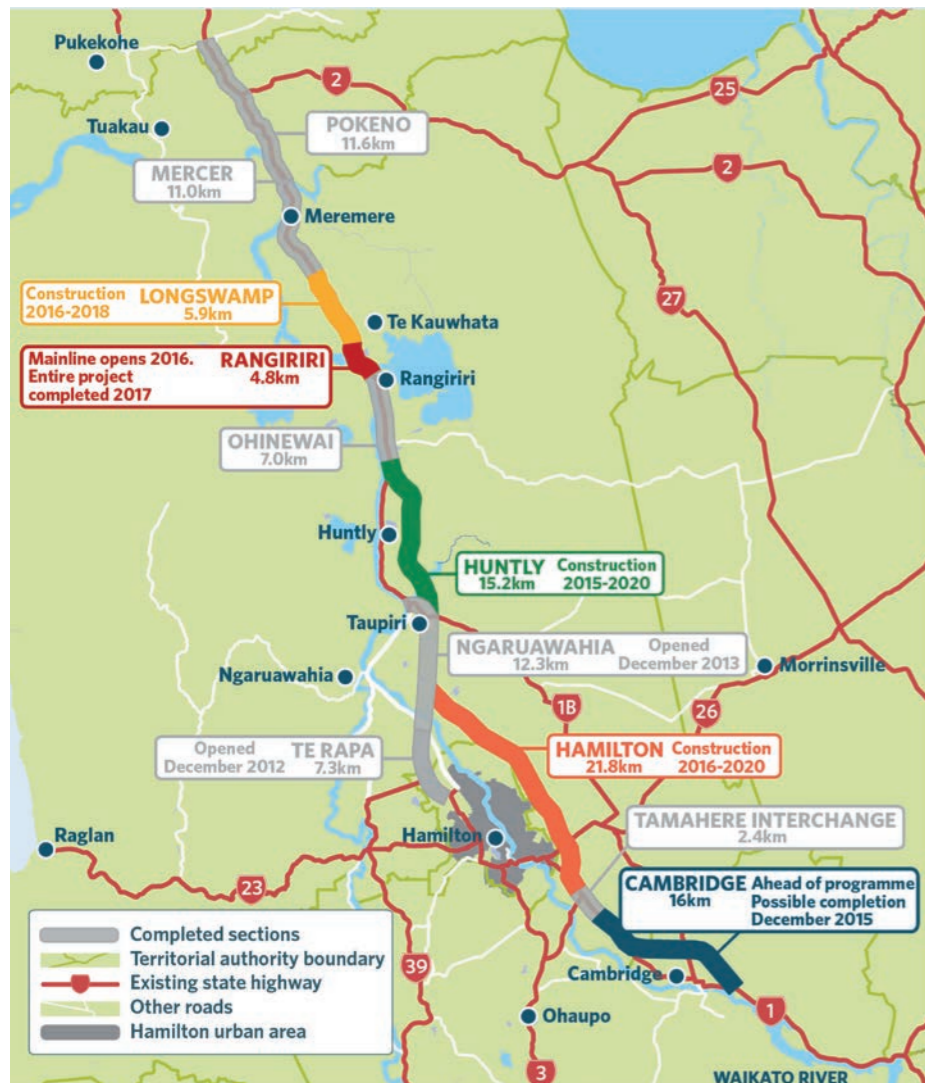 Pukekohe
2
25
Tuakau
POKENO
11.6km
MERCER
11.0km
2
Meremere
27
Construction
2016-2018
LONGSWAMP
5.9km
Te Kauwhata
Mainline opens 2016.
Entire project
completed 2017
RANGIRIRI
4.8km
Rangiriri
OHINEWAI
7.0km
Huntly
HUNTLY
15.2km
Construction
2015-2020
Taupiri
NGARUAWAHIA
12.3km
Opened
December 2013
Morrinsville
Ngaruawahia
1B
26
Opened
December 2012
TE RAPA
7.3km
HAMILTON
21.8km
Construction
2016-2020
Raglan
Hamilton
TAMAHERE INTERCHANGE
2.4km
23
CAMBRIDGE
16km
Ahead of programme
Possible completion
December 2015
Completed sections
Territorial authority boundary
Existing state highway
Other roads
Hamilton urban area
39
Cambridge
Ohaupo
1
3
WAIKATO RIVER